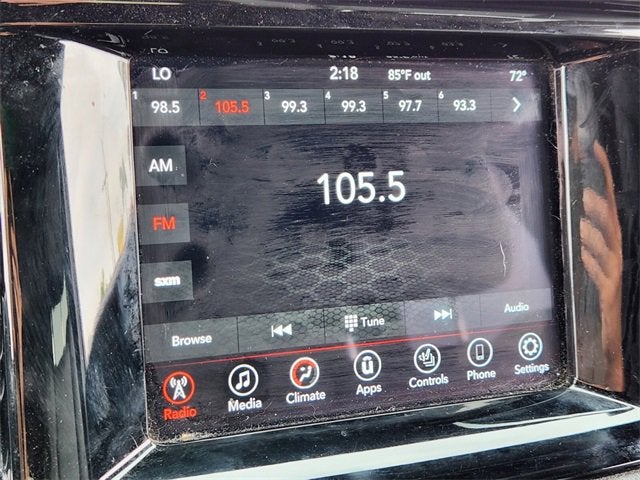 LO 2:18 85°F out 72°
1 98.5 2 105.5 3 99.3 4 99.3 5 97.7 6 93.3
AM
105.5
FM
sxm
Browse Tune Audio
Radio Media Climate Apps Controls Phone Settings